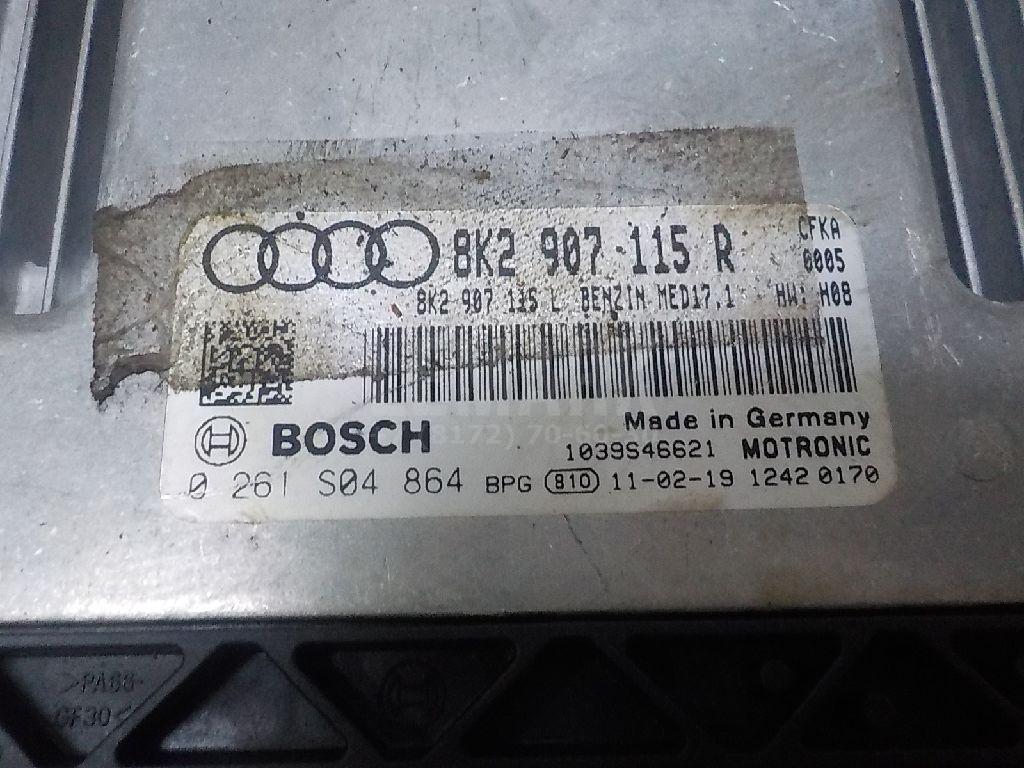 8K2 907 115 R CFKA
0005
8K2 907 115 L BENZIN MED17.1 HW: H08
Made in Germany
BOSCH 1039S46621 MOTRONIC
0 261 S04 864 BPG 810 11-02-19 1242 0170
>PA66-
GF30<